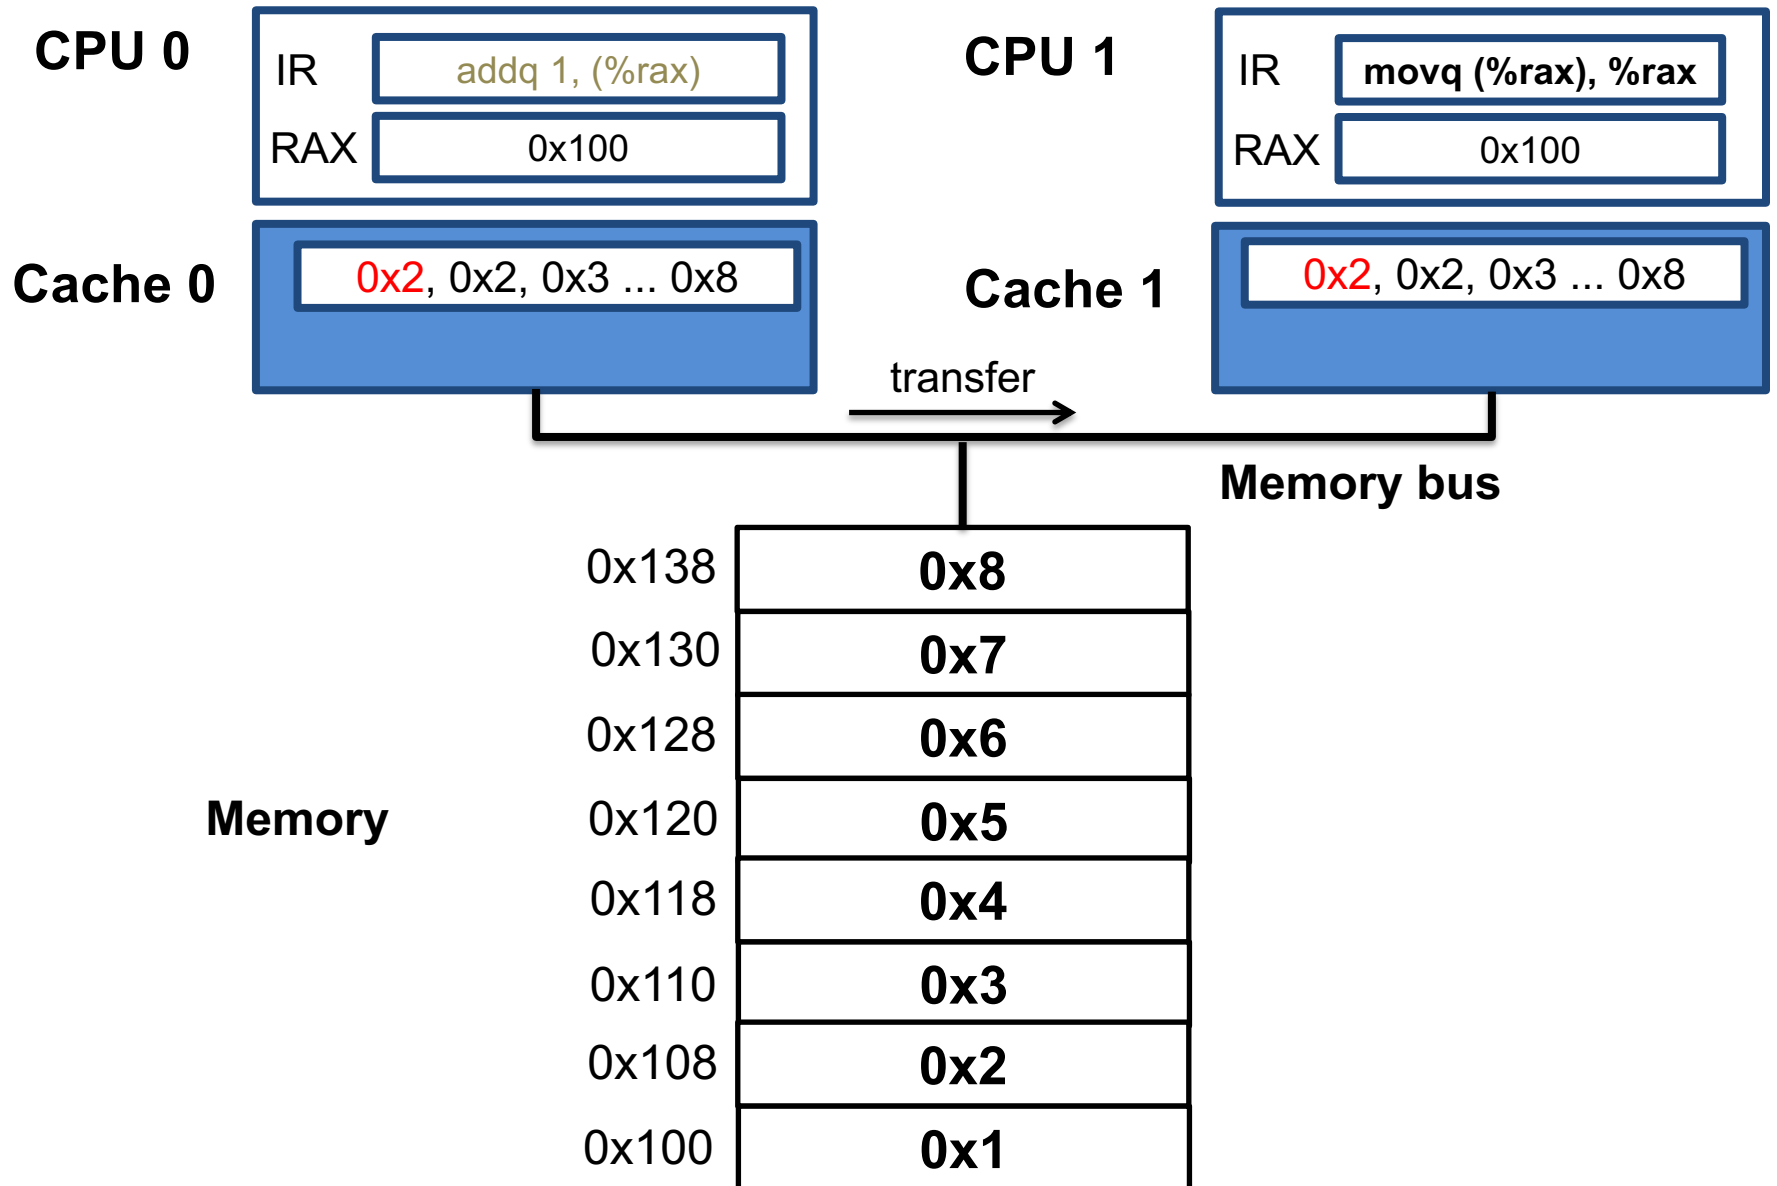 CPU 0
IR
addq 1, (%rax)
RAX
0x100
CPU 1
IR
movq (%rax), %rax
RAX
0x100
Cache 0
0x2, 0x2, 0x3 ... 0x8
Cache 1
0x2, 0x2, 0x3 ... 0x8
transfer
Memory bus
Memory
0x138 0x8
0x130 0x7
0x128 0x6
0x120 0x5
0x118 0x4
0x110 0x3
0x108 0x2
0x100 0x1